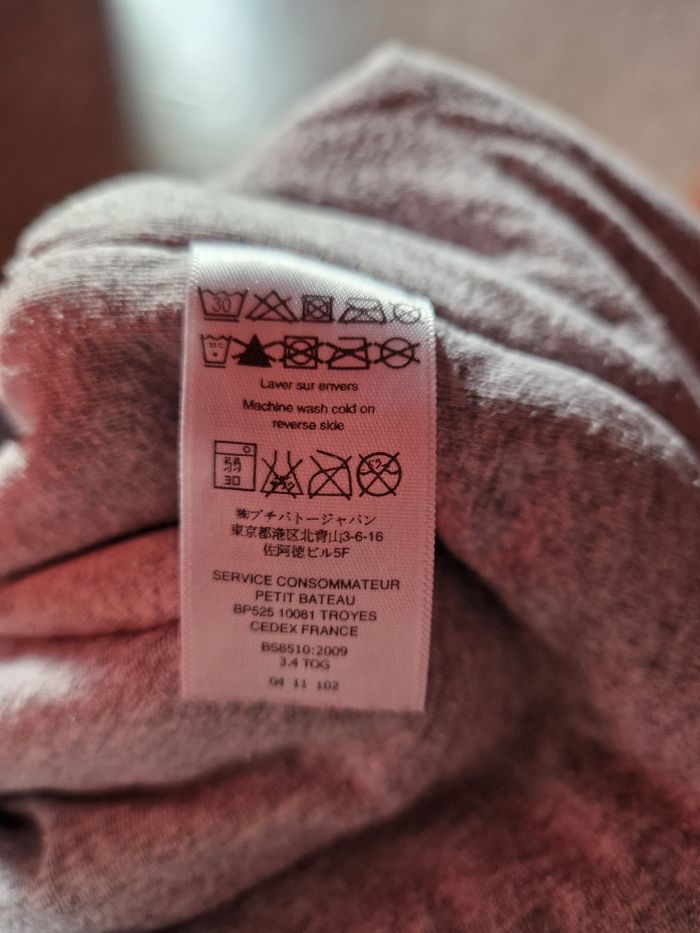 30
Laver sur envers
Machine wash cold on
reverse side
30
㈱プチバトージャパン
東京都港区北青山3-6-16
佐阿徳ビル5F
SERVICE CONSOMMATEUR
PETIT BATEAU
BP525 10081 TROYES
CEDEX FRANCE
BS8510:2009
3.4 TOG
04 11 102